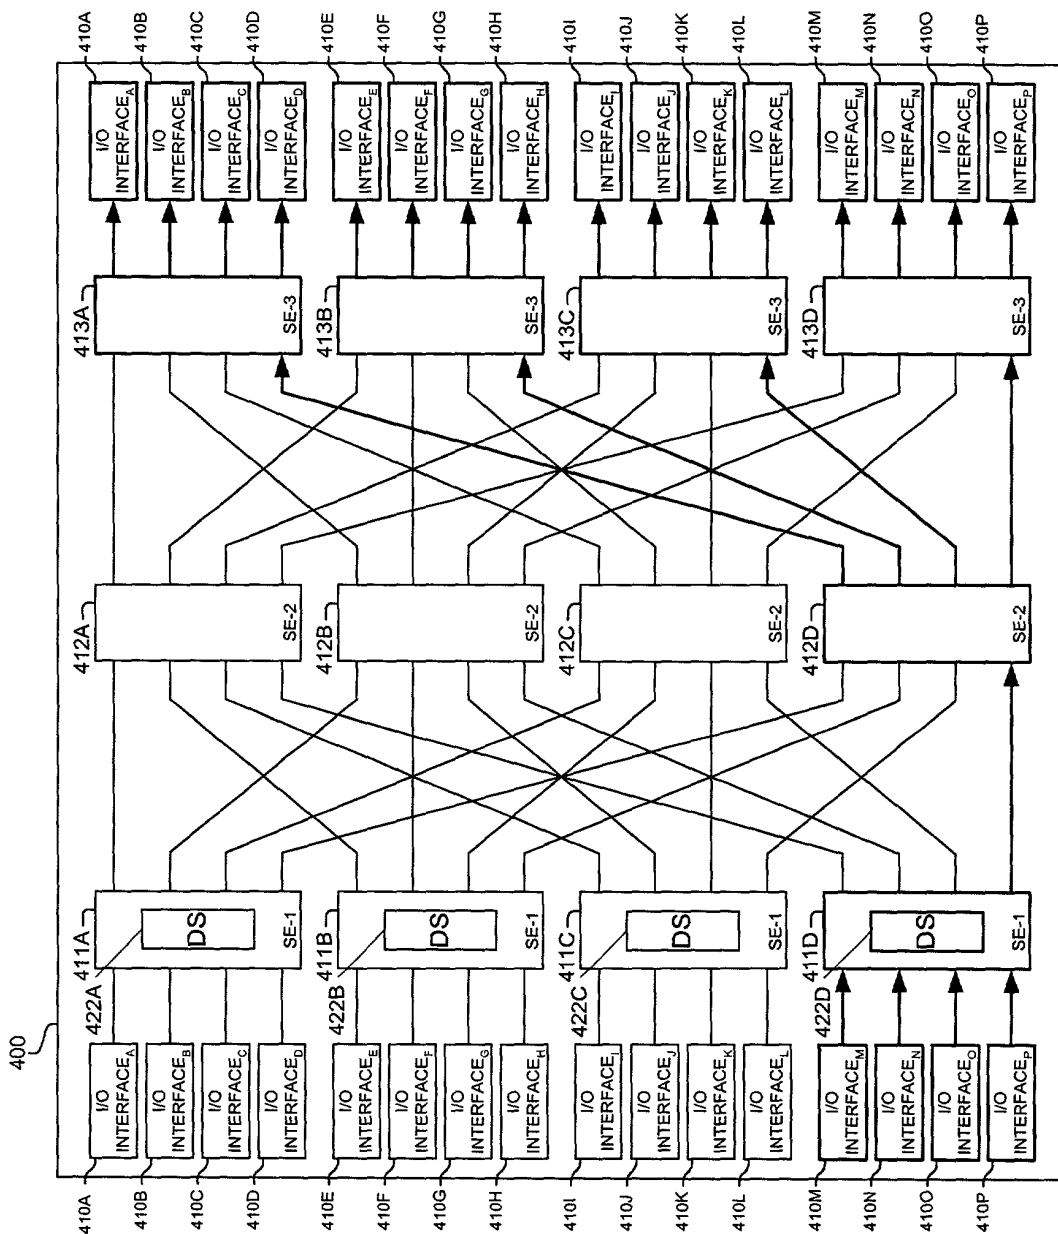 400
410A
410B
410C
410D
410E
410F
410G
410H
410I
410J
410K
410L
410M
410N
410O
410P
I/O
INTERFACE_A
I/O
INTERFACE_B
I/O
INTERFACE_C
I/O
INTERFACE_D
I/O
INTERFACE_E
I/O
INTERFACE_F
I/O
INTERFACE_G
I/O
INTERFACE_H
I/O
INTERFACE_I
I/O
INTERFACE_J
I/O
INTERFACE_K
I/O
INTERFACE_L
I/O
INTERFACE_M
I/O
INTERFACE_N
I/O
INTERFACE_O
I/O
INTERFACE_P
422A
411A
DS
SE-1
422B
411B
DS
SE-1
422C
411C
DS
SE-1
422D
411D
DS
SE-1
412A
SE-2
412B
SE-2
412C
SE-2
412D
SE-2
413A
SE-3
413B
SE-3
413C
SE-3
413D
SE-3
I/O
INTERFACE_A
I/O
INTERFACE_B
I/O
INTERFACE_C
I/O
INTERFACE_D
I/O
INTERFACE_E
I/O
INTERFACE_F
I/O
INTERFACE_G
I/O
INTERFACE_H
I/O
INTERFACE_I
I/O
INTERFACE_J
I/O
INTERFACE_K
I/O
INTERFACE_L
I/O
INTERFACE_M
I/O
INTERFACE_N
I/O
INTERFACE_O
I/O
INTERFACE_P
410A
410B
410C
410D
410E
410F
410G
410H
410I
410J
410K
410L
410M
410N
410O
410P